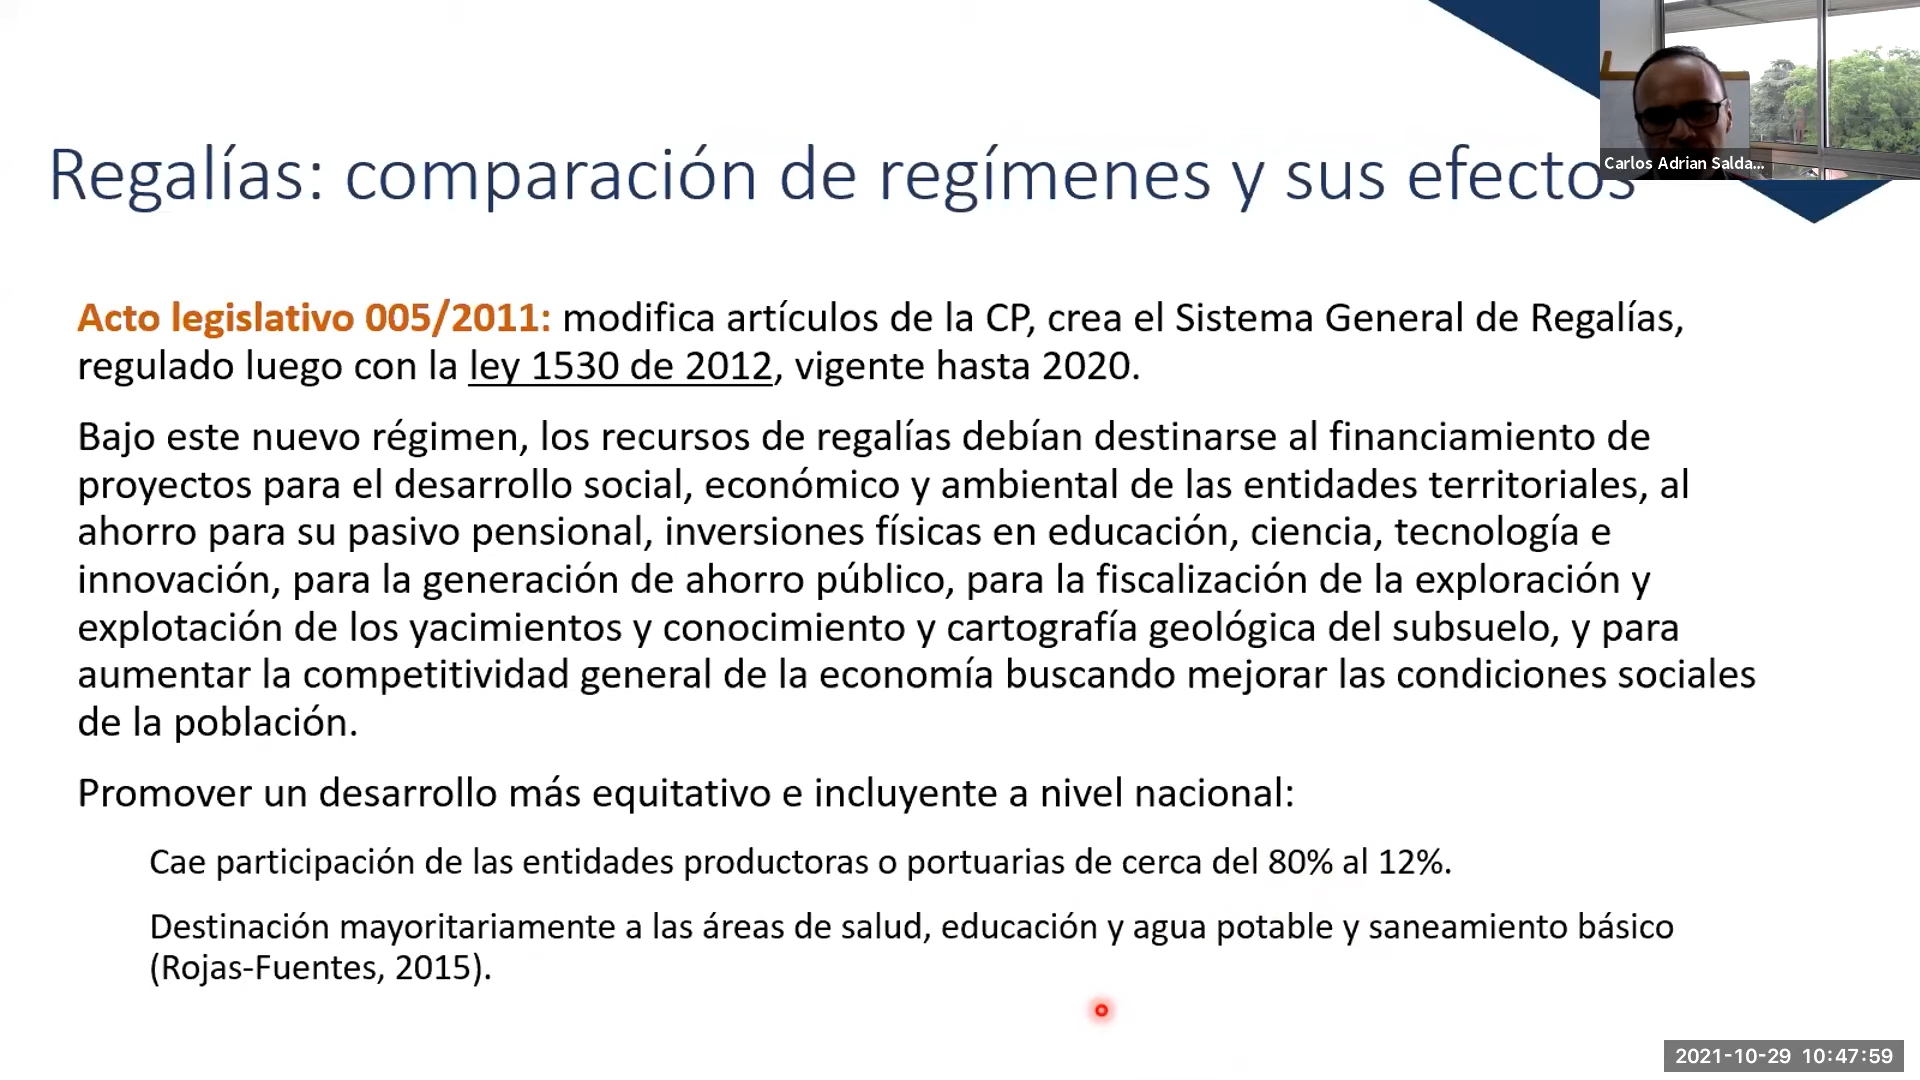 Carlos Adrian Salda...
Regalías: comparación de regímenes y sus efectos
Acto legislativo 005/2011: modifica artículos de la CP, crea el Sistema General de Regalías,
regulado luego con la ley 1530 de 2012, vigente hasta 2020.
Bajo este nuevo régimen, los recursos de regalías debían destinarse al financiamiento de
proyectos para el desarrollo social, económico y ambiental de las entidades territoriales, al
ahorro para su pasivo pensional, inversiones físicas en educación, ciencia, tecnología e
innovación, para la generación de ahorro público, para la fiscalización de la exploración y
explotación de los yacimientos y conocimiento y cartografía geológica del subsuelo, y para
aumentar la competitividad general de la economía buscando mejorar las condiciones sociales
de la población.
Promover un desarrollo más equitativo e incluyente a nivel nacional:
Cae participación de las entidades productoras o portuarias de cerca del 80% al 12%.
Destinación mayoritariamente a las áreas de salud, educación y agua potable y saneamiento básico
(Rojas-Fuentes, 2015).
2021-10-29 10:47:59